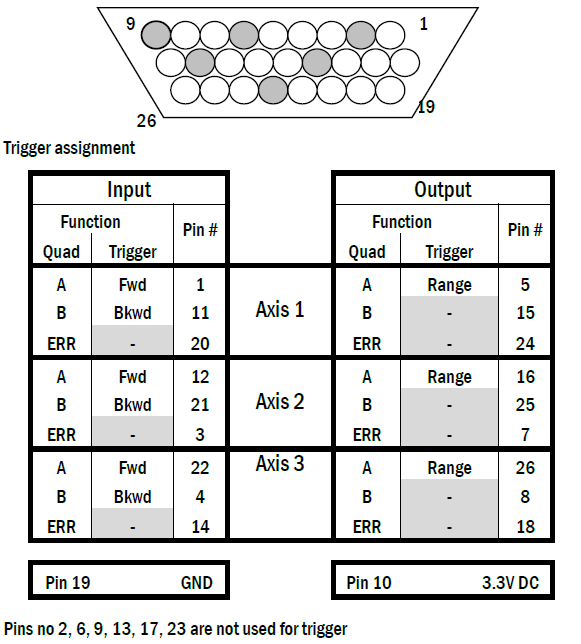 9 1
26 19
Trigger assignment
Input Output
Function Pin # Function Pin #
Quad Trigger Quad Trigger
A Fwd 1 Axis 1 A Range 5
B Bkwd 11 B - 15
ERR - 20 ERR - 24
A Fwd 12 Axis 2 A Range 16
B Bkwd 21 B - 25
ERR - 3 ERR - 7
A Fwd 22 Axis 3 A Range 26
B Bkwd 4 B - 8
ERR - 14 ERR - 18
Pin 19 GND Pin 10 3.3V DC
Pins no 2, 6, 9, 13, 17, 23 are not used for trigger